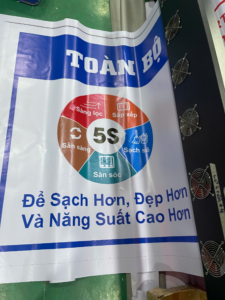 TOÀN BỘ
Sàng lọc
Sắp xếp
5S
Sẵn sàng
Sạch sẽ
Săn sóc
Để Sạch Hơn, Đẹp Hơn
Và Năng Suất Cao Hơn